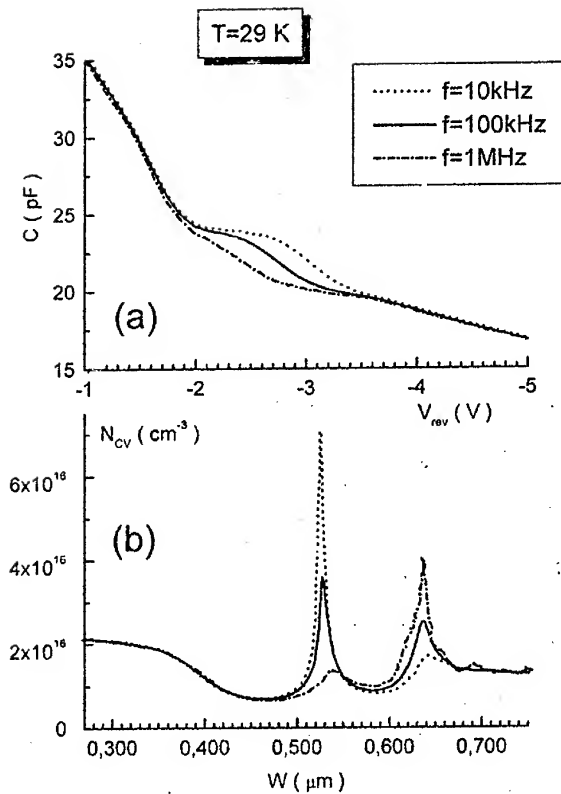 T=29 K
f=10kHz
f=100kHz
f=1MHz
C ( pF )
35
30
25
20
15
(a)
-1
-2
-3
-4
-5
V_rev ( V )
N_CV ( cm^-3 )
6x10^16
4x10^16
2x10^16
0
(b)
0,300
0,400
0,500
0,600
0,700
W ( μm )